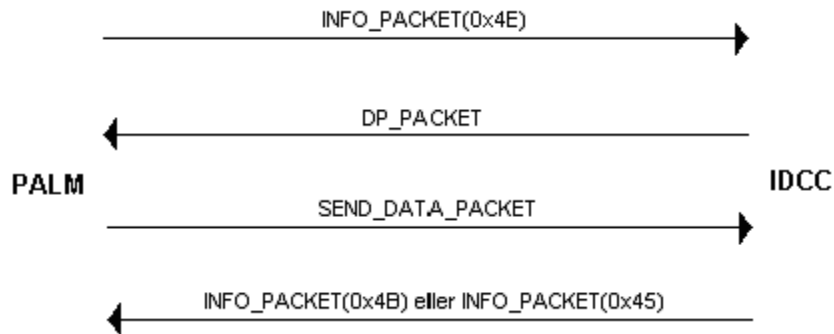 INFO_PACKET(0x4E)
DP_PACKET
PALM
IDCC
SEND_DATA_PACKET
INFO_PACKET(0x4B) eller INFO_PACKET(0x45)